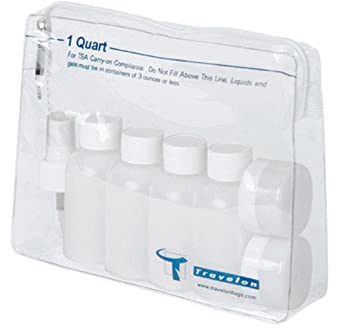 1 Quart
For TSA Carry-on Compliance. Do Not Fill Above This Line, Liquids and
gels must be in containers of 3 ounces or less.
Travelon
www.travelonbags.com